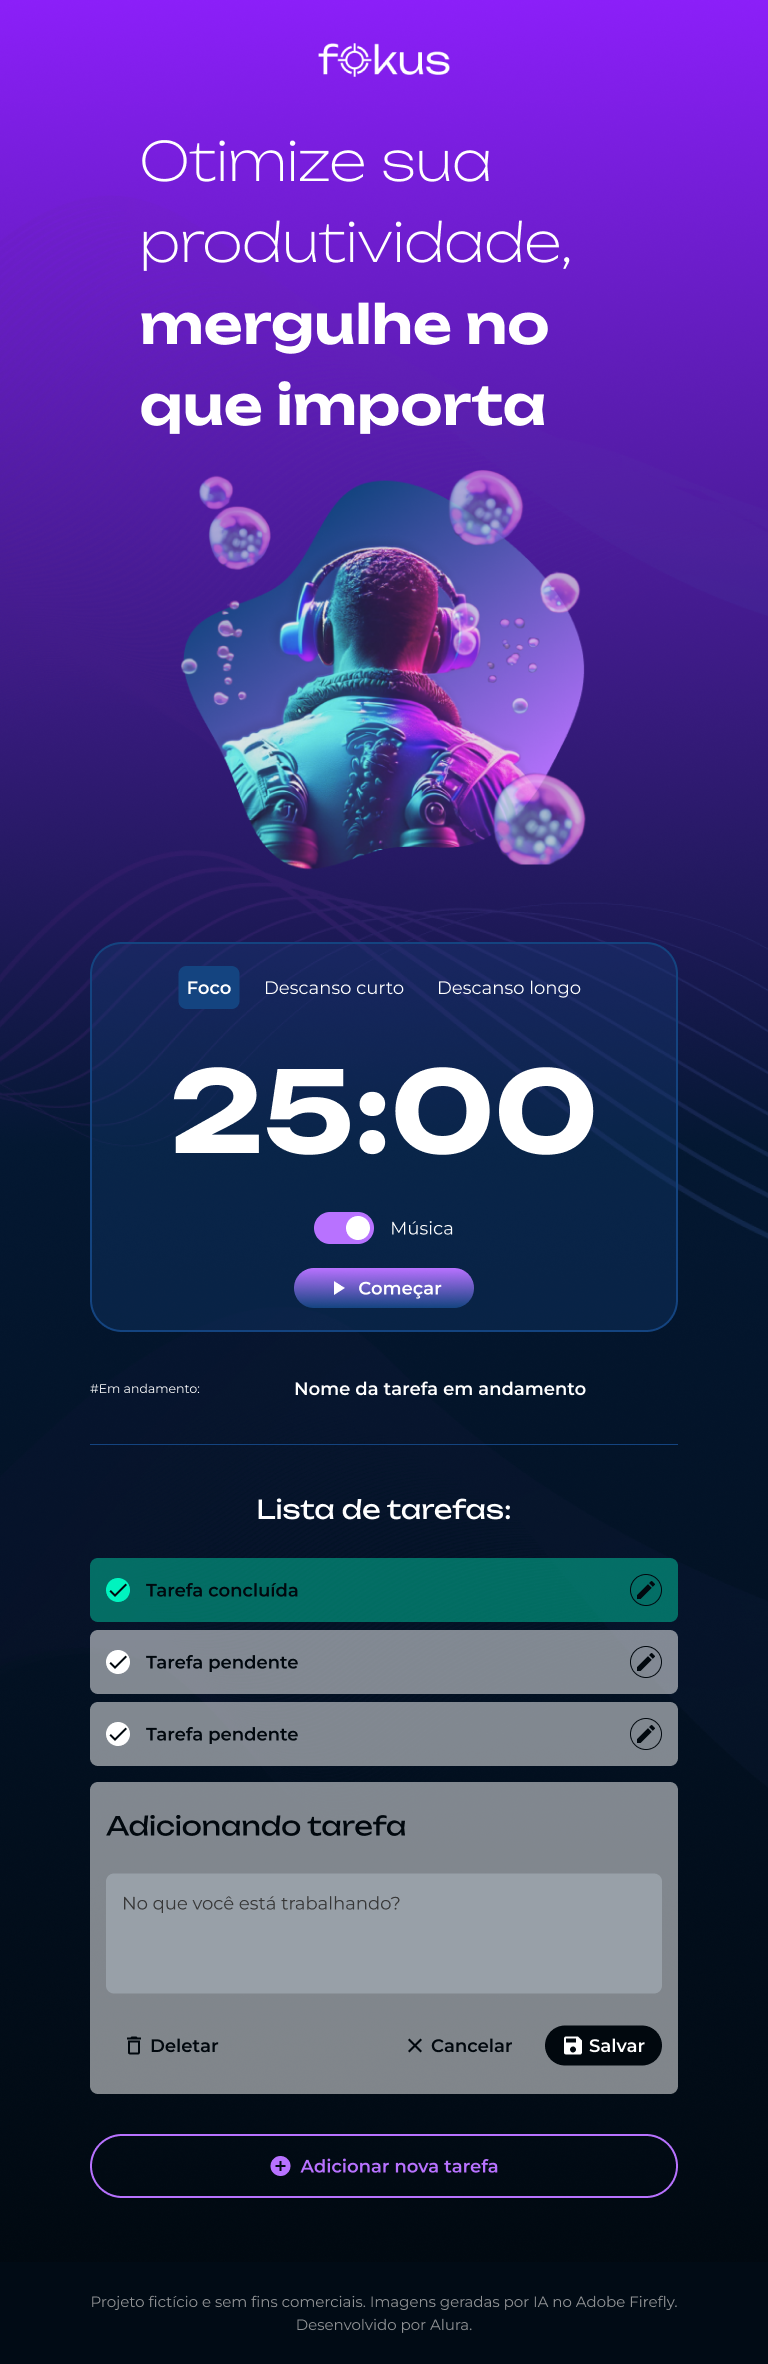 fokus
Otimize sua
produtividade,
mergulhe no
que importa
Foco Descanso curto Descanso longo
25:00
Música
Começar
#Em andamento: Nome da tarefa em andamento
Lista de tarefas:
Tarefa concluída
Tarefa pendente
Tarefa pendente
Adicionando tarefa
No que você está trabalhando?
Deletar Cancelar Salvar
Adicionar nova tarefa
Projeto fictício e sem fins comerciais. Imagens geradas por IA no Adobe Firefly.
Desenvolvido por Alura.